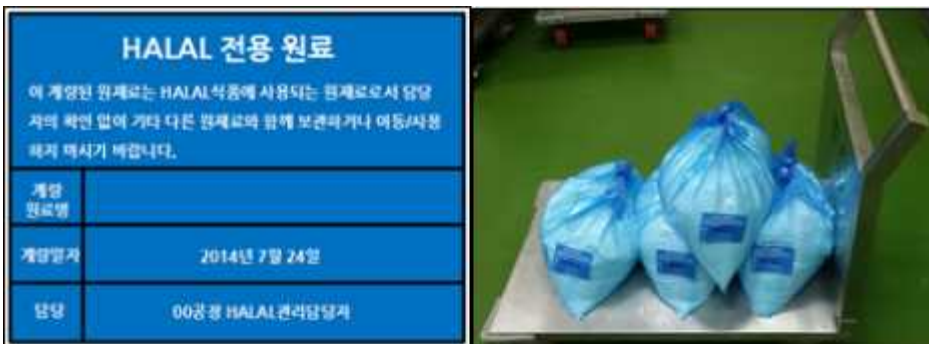 HALAL 전용 원료
이 계량된 원재료는 HALAL식품에 사용되는 원재료로서 담당
자의 확인 없이 기타 다른 원재료와 함께 보관하거나 이동/사용
하지 마시기 바랍니다.
계량
원료명
계량일자 2014년 7월 24일
담당 00공장 HALAL관리담당자